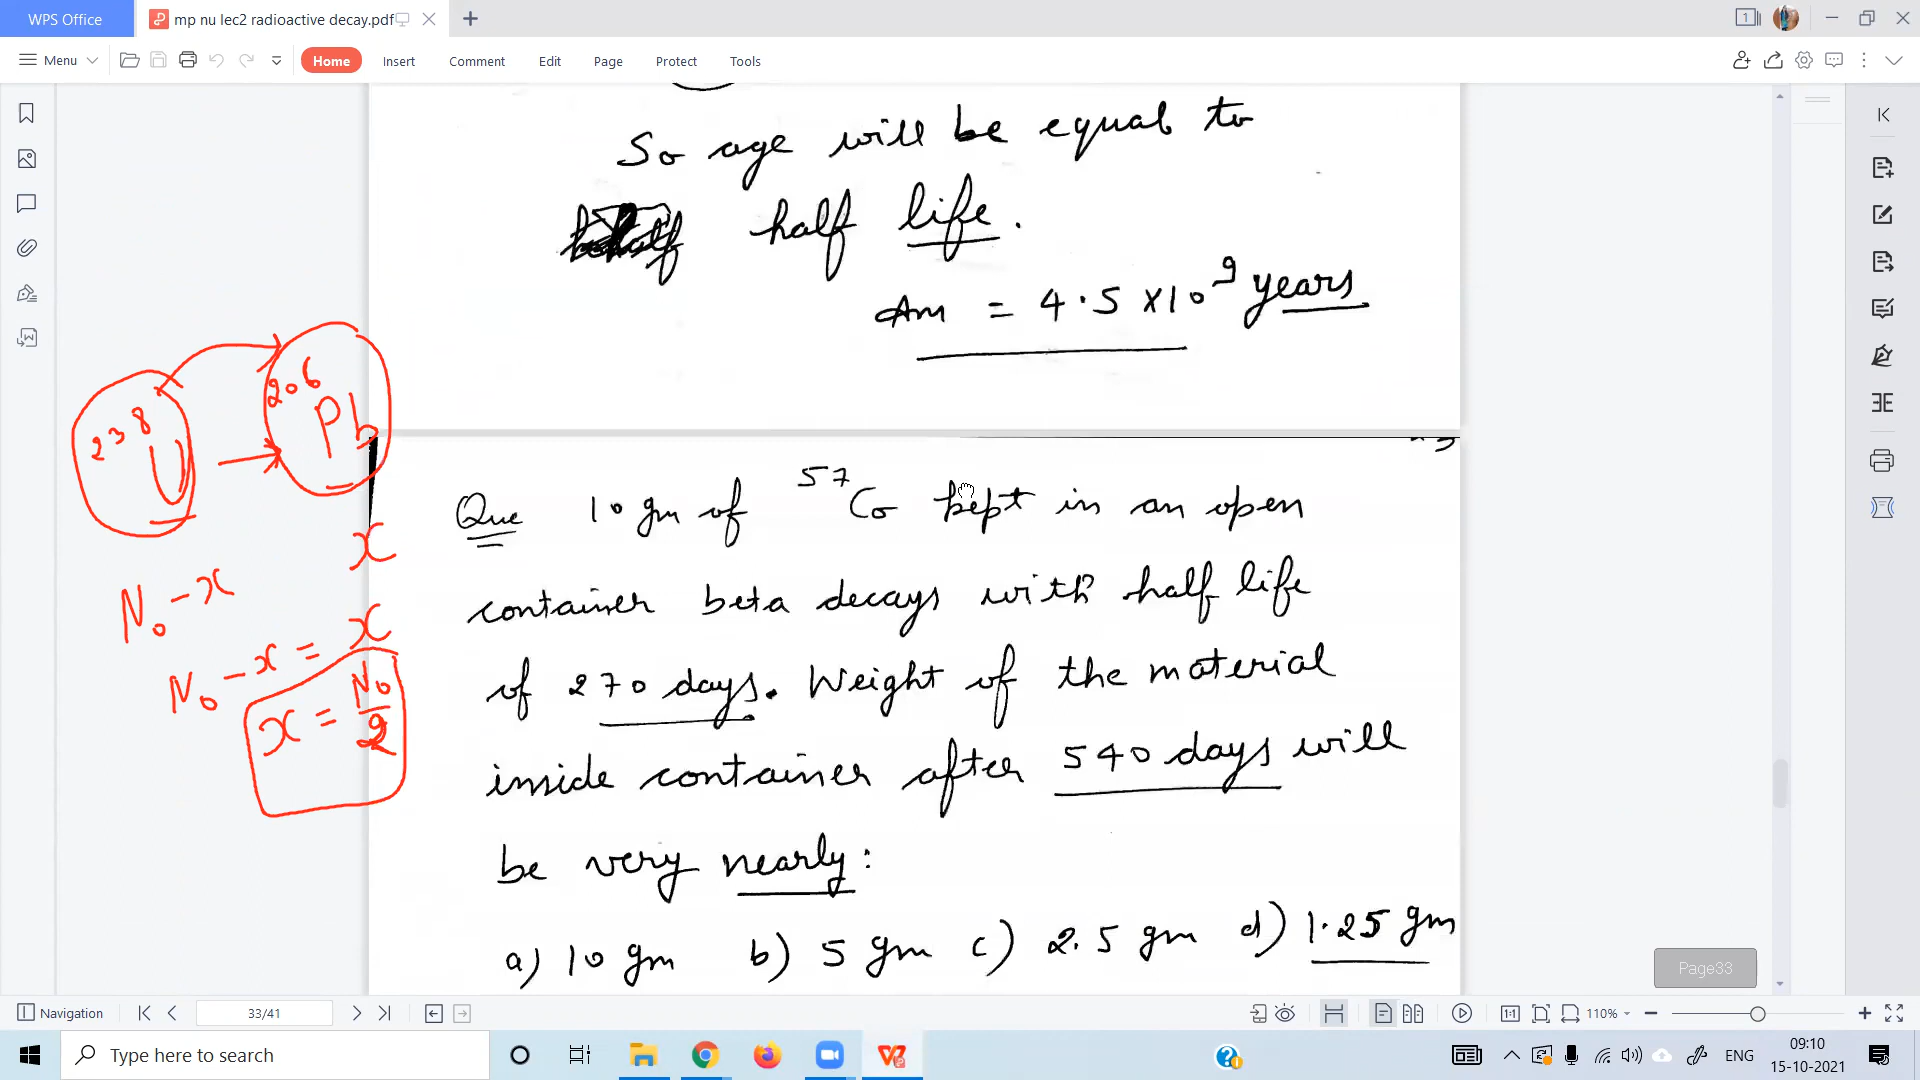 WPS Office
mp nu lec2 radioactive decay.pdf
1
Menu
Home
Insert
Comment
Edit
Page
Protect
Tools
So age will be equal to
half life.
Ans = 4.5 x 10^9 years
238 U
206 Pb
x
N₀ - x
x
N₀ - x =
x = N₀/2
Que 10 gm of ⁵⁷Co kept in an open
container beta decays with half life
of 270 days. Weight of the material
inside container after 540 days will
be very nearly:
a) 10 gm b) 5 gm c) 2.5 gm d) 1.25 gm
Page33
Navigation
33/41
1:1
110%
Type here to search
ENG
09:10
15-10-2021